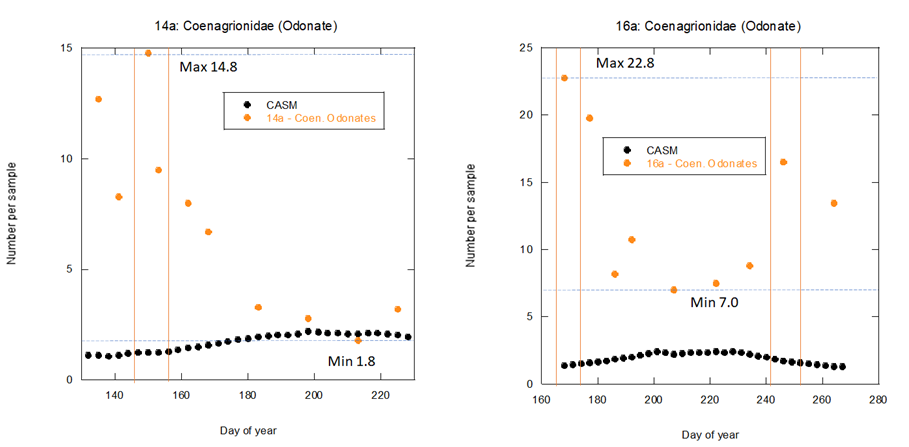 14a: Coenagrionidae (Odonate)
15
Max 14.8
CASM
14a - Coen. Odonates
10
Number per sample
5
Min 1.8
0
140 160 180 200 220
Day of year
16a: Coenagrionidae (Odonate)
25
Max 22.8
20
CASM
16a - Coen. Odonates
15
Number per sample
10
Min 7.0
5
0
160 180 200 220 240 260 280
Day of year